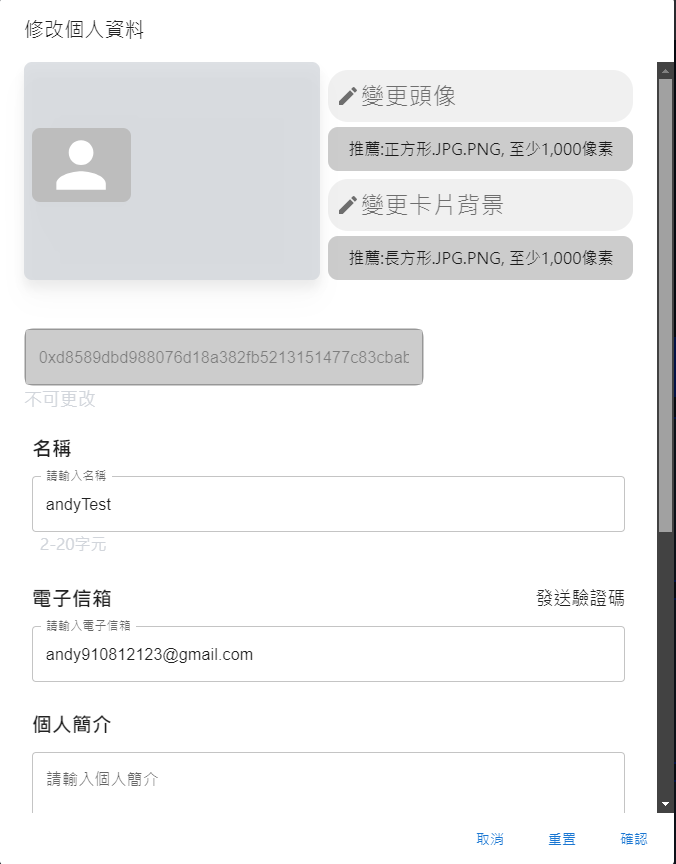 修改個人資料
變更頭像
推薦:正方形.JPG.PNG, 至少1,000像素
變更卡片背景
推薦:長方形.JPG.PNG, 至少1,000像素
0xd8589dbd988076d18a382fb5213151477c83cbab
不可更改
名稱
請輸入名稱
andyTest
2-20字元
電子信箱
發送驗證碼
請輸入電子信箱
andy910812123@gmail.com
個人簡介
請輸入個人簡介
取消
重置
確認